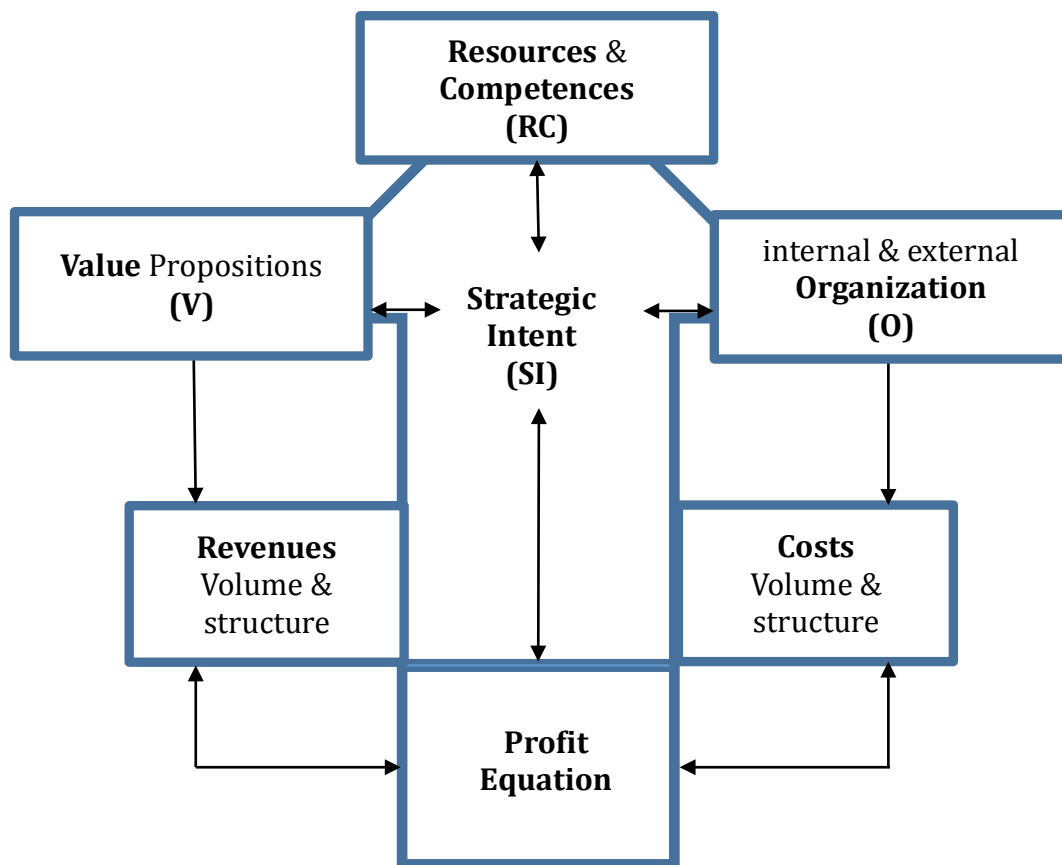 Resources &
Competences
(RC)
Value Propositions
(V)
internal & external
Organization
(O)
Strategic
Intent
(SI)
Revenues
Volume &
structure
Costs
Volume &
structure
Profit
Equation